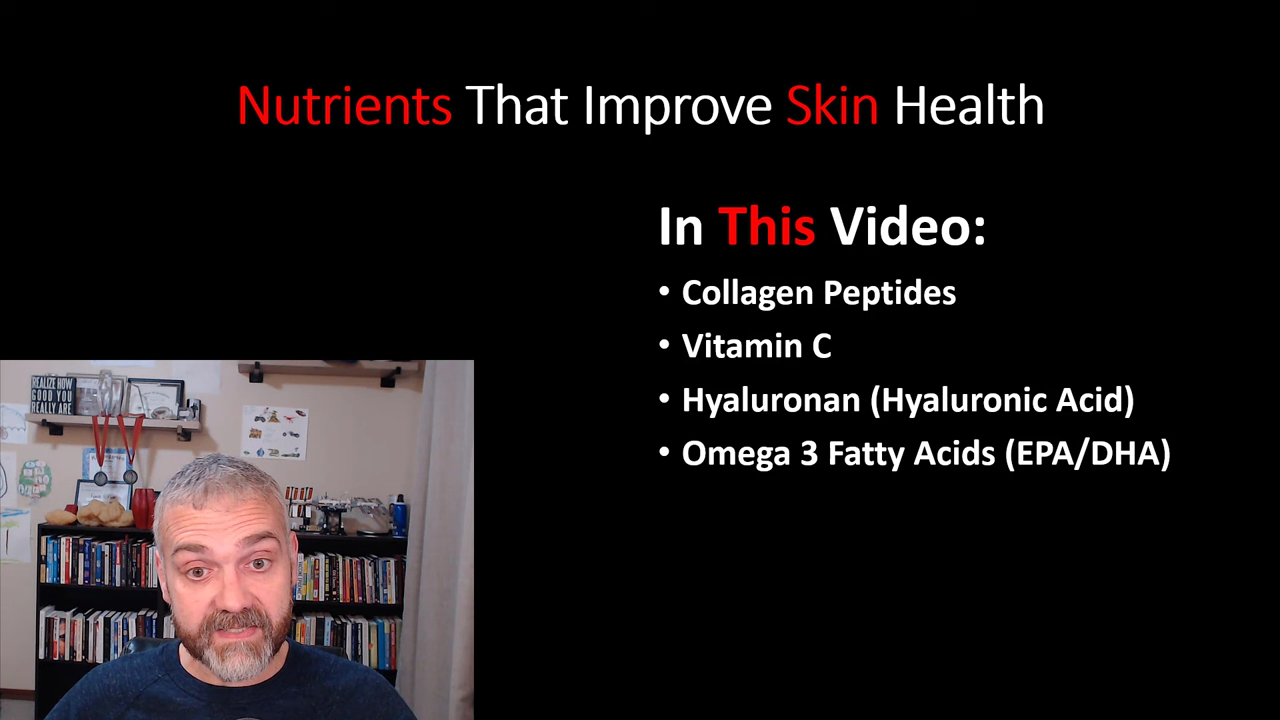 Nutrients That Improve Skin Health
In This Video:
• Collagen Peptides
• Vitamin C
• Hyaluronan (Hyaluronic Acid)
• Omega 3 Fatty Acids (EPA/DHA)
REALIZE HOW
GOOD YOU
REALLY ARE